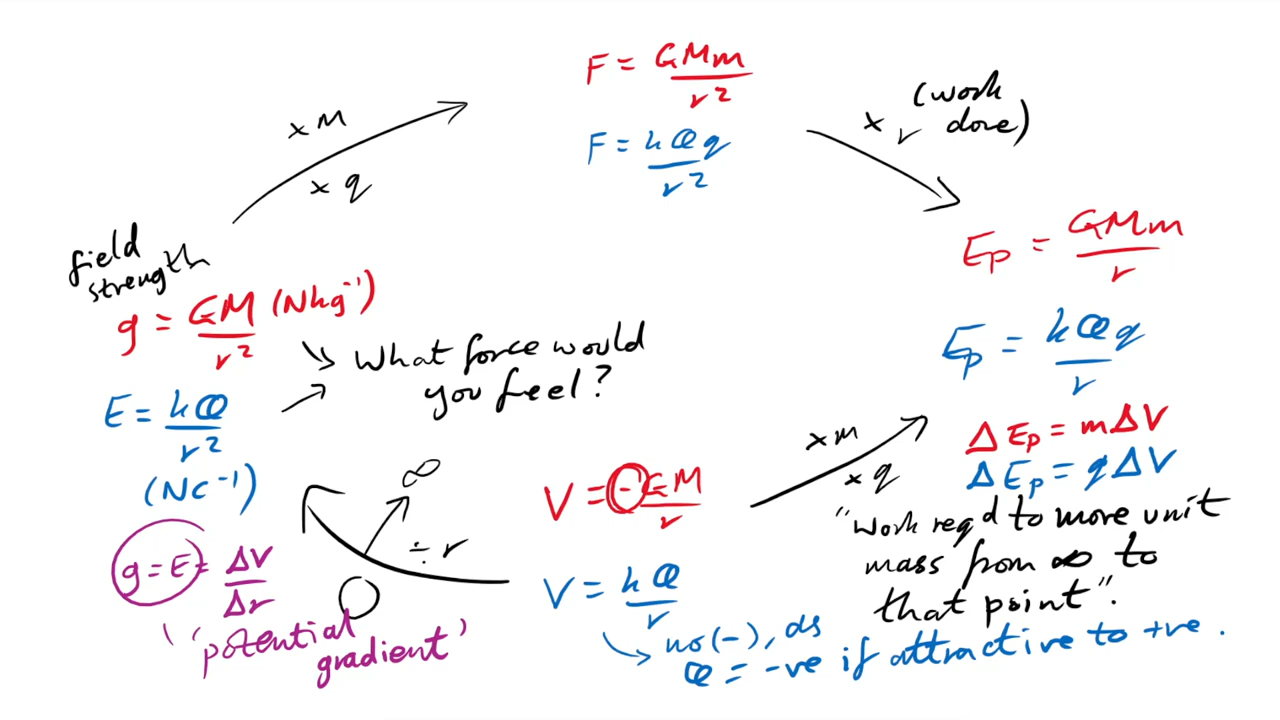 F = GMm / r²
F = kQq / r²
× m
× q
× r (work done)
field
strength
g = GM / r² (Nkg⁻¹)
E = kQ / r²
(NC⁻¹)
What force would
you feel?
Ep = GMm / r
Ep = kQq / r
ΔEp = mΔV
ΔEp = qΔV
× m
× q
V = -GM / r
V = kQ / r
"work reqd to move unit
mass from ∞ to
that point".
∞
÷ r
g = E = ΔV / Δr
"potential
gradient"
no (-), as
Q = -ve if attractive to +ve.